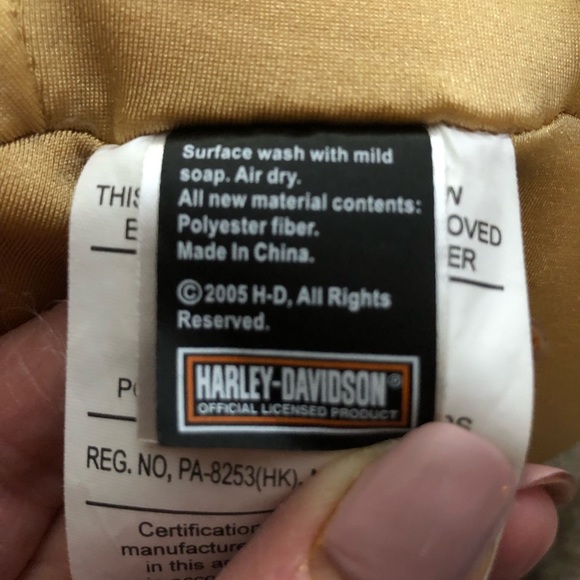 Surface wash with mild
soap. Air dry.
All new material contents:
Polyester fiber.
Made In China.
©2005 H-D, All Rights
Reserved.
HARLEY-DAVIDSON®
OFFICIAL LICENSED PRODUCT
THIS
OVED
ER
REG. NO, PA-8253(HK).
Certification
manufacture
in this